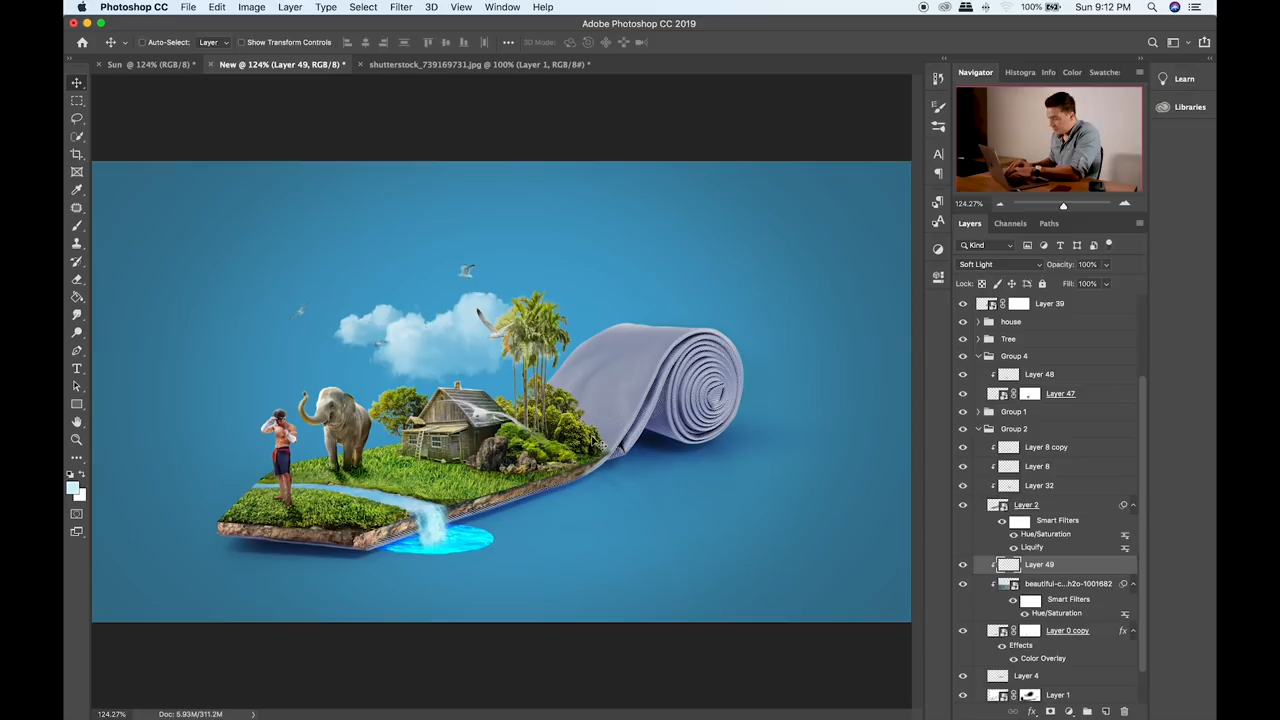 Photoshop CC File Edit Image Layer Type Select Filter 3D View Window Help 100% Sun 9:12 PM
Adobe Photoshop CC 2019
Auto-Select: Layer Show Transform Controls 3D Mode:
Sun @ 124% (RGB/8) * New @ 124% (Layer 49, RGB/8) * shutterstock_739169731.jpg @ 100% (Layer 1, RGB/8#) *
Navigator Histogra Info Color Swatche:
Learn
Libraries
124.27%
Layers Channels Paths
Kind
Soft Light Opacity: 100%
Lock: Fill: 100%
Layer 39
house
Tree
Group 4
Layer 48
Layer 47
Group 1
Group 2
Layer 8 copy
Layer 8
Layer 32
Layer 2
Smart Filters
Hue/Saturation
Liquify
Layer 49
beautiful-c...h2o-1001682
Smart Filters
Hue/Saturation
Layer 0 copy fx
Effects
Color Overlay
Layer 4
Layer 1
124.27% Doc: 5.93M/311.2M